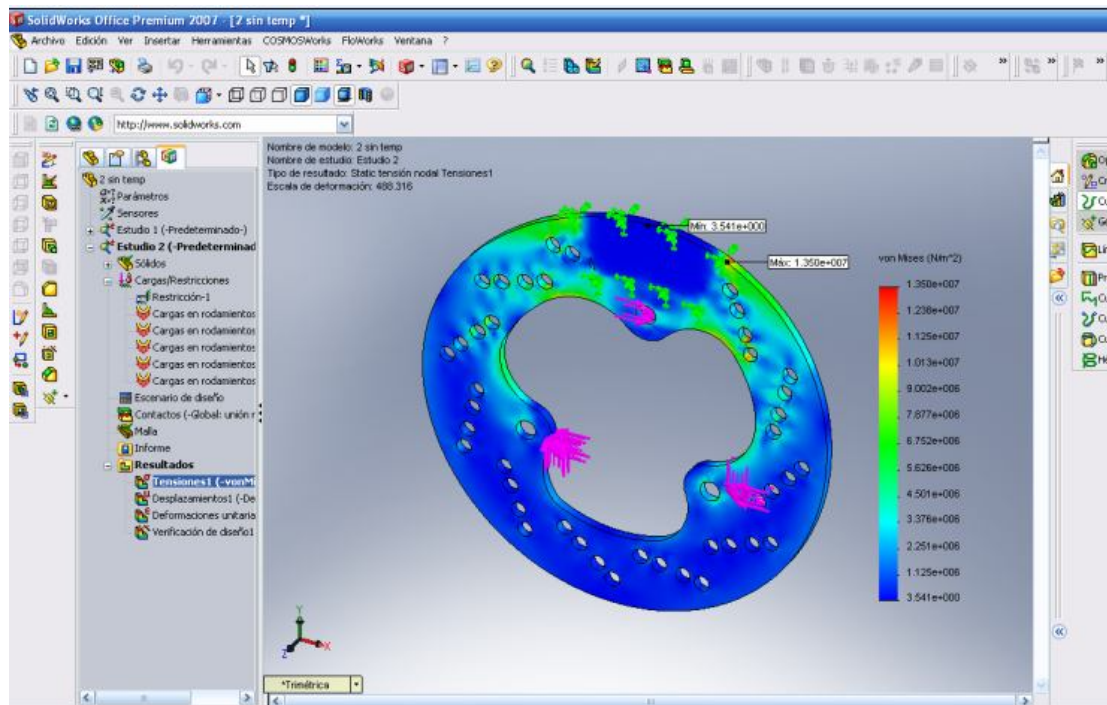 SolidWorks Office Premium 2007 - [2 sin temp *]
Archivo Edición Ver Insertar Herramientas COSMOSWorks FloWorks Ventana ?
http://www.solidworks.com
2 sin temp
Parámetros
Sensores
Estudio 1 (-Predeterminado-)
Estudio 2 (-Predeterminad
Sólidos
Cargas/Restricciones
Restricción-1
Cargas en rodamientos
Cargas en rodamientos
Cargas en rodamientos
Cargas en rodamientos
Cargas en rodamientos
Escenario de diseño
Contactos (-Global: unión r
Malla
Informe
Resultados
Tensiones1 (-vonMi
Desplazamientos1 (-De
Deformaciones unitaria
Verificación de diseño1
Nombre de modelo: 2 sin temp
Nombre de estudio: Estudio 2
Tipo de resultado: Static tensión nodal Tensiones1
Escala de deformación: 488.316
Mín: 3.541e+000
Máx: 1.350e+007
von Mises (N/m^2)
1.350e+007
1.238e+007
1.125e+007
1.013e+007
9.002e+006
7.877e+006
6.752e+006
5.626e+006
4.501e+006
3.376e+006
2.251e+006
1.125e+006
3.541e+000
Y
X
Z
*Trimétrica